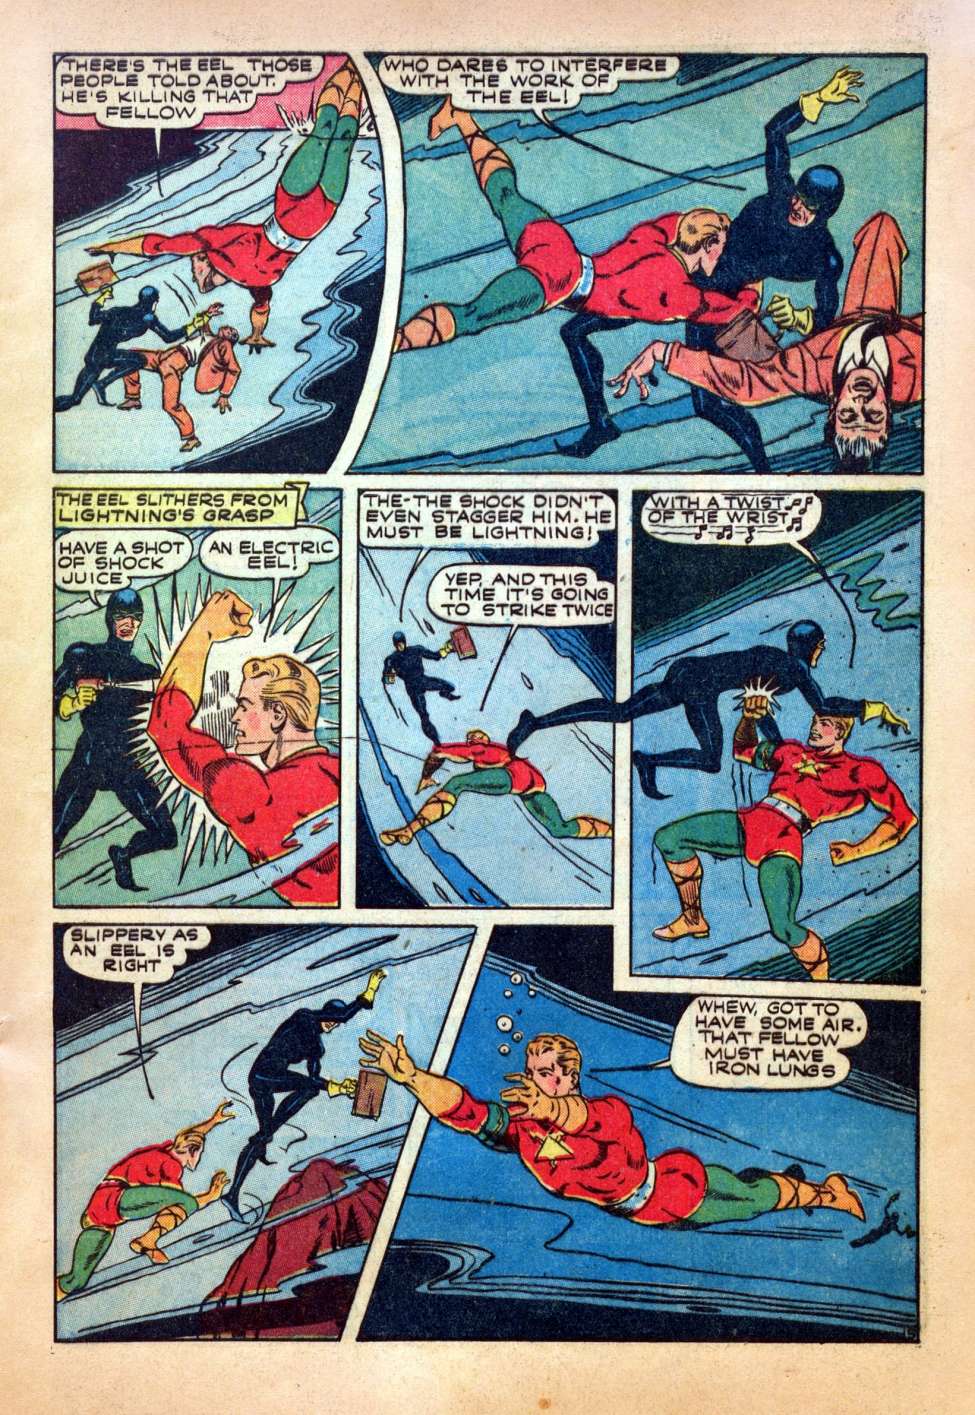 THERE'S THE EEL THOSE
PEOPLE TOLD ABOUT.
HE'S KILLING THAT
FELLOW
WHO DARES TO INTERFERE
WITH THE WORK OF
THE EEL!
THE EEL SLITHERS FROM
LIGHTNING'S GRASP
HAVE A SHOT
OF SHOCK
JUICE
AN ELECTRIC
EEL!
THE-THE SHOCK DIDN'T
EVEN STAGGER HIM. HE
MUST BE LIGHTNING!
YEP, AND THIS
TIME IT'S GOING
TO STRIKE TWICE
WITH A TWIST
OF THE WRIST
SLIPPERY AS
AN EEL IS
RIGHT
WHEW, GOT TO
HAVE SOME AIR.
THAT FELLOW
MUST HAVE
IRON LUNGS